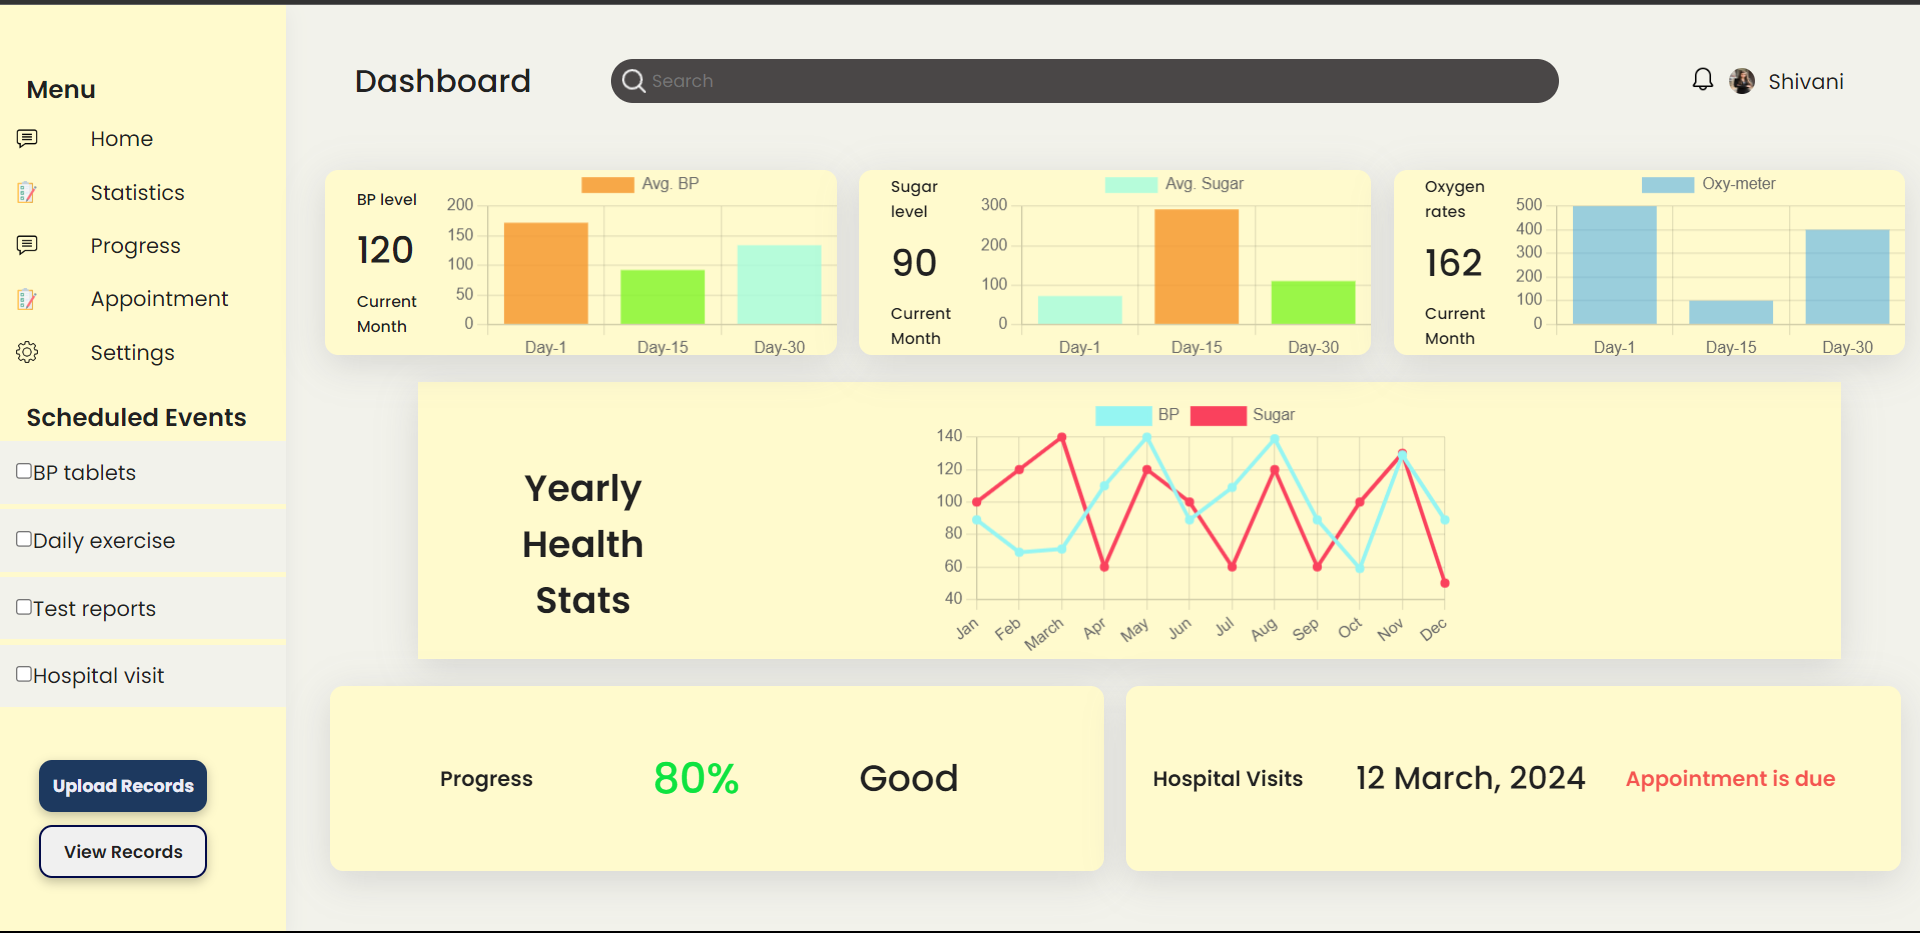 Menu
Home
Statistics
Progress
Appointment
Settings
Scheduled Events
BP tablets
Daily exercise
Test reports
Hospital visit
Upload Records
View Records
Dashboard
Search
Shivani
BP level
120
Current
Month
Avg. BP
200
150
100
50
0
Day-1 Day-15 Day-30
Sugar
level
90
Current
Month
Avg. Sugar
300
200
100
0
Day-1 Day-15 Day-30
Oxygen
rates
162
Current
Month
Oxy-meter
500
400
300
200
100
0
Day-1 Day-15 Day-30
Yearly
Health
Stats
BP Sugar
140
120
100
80
60
40
Jan Feb March Apr May Jun Jul Aug Sep Oct Nov Dec
Progress 80% Good
Hospital Visits 12 March, 2024 Appointment is due